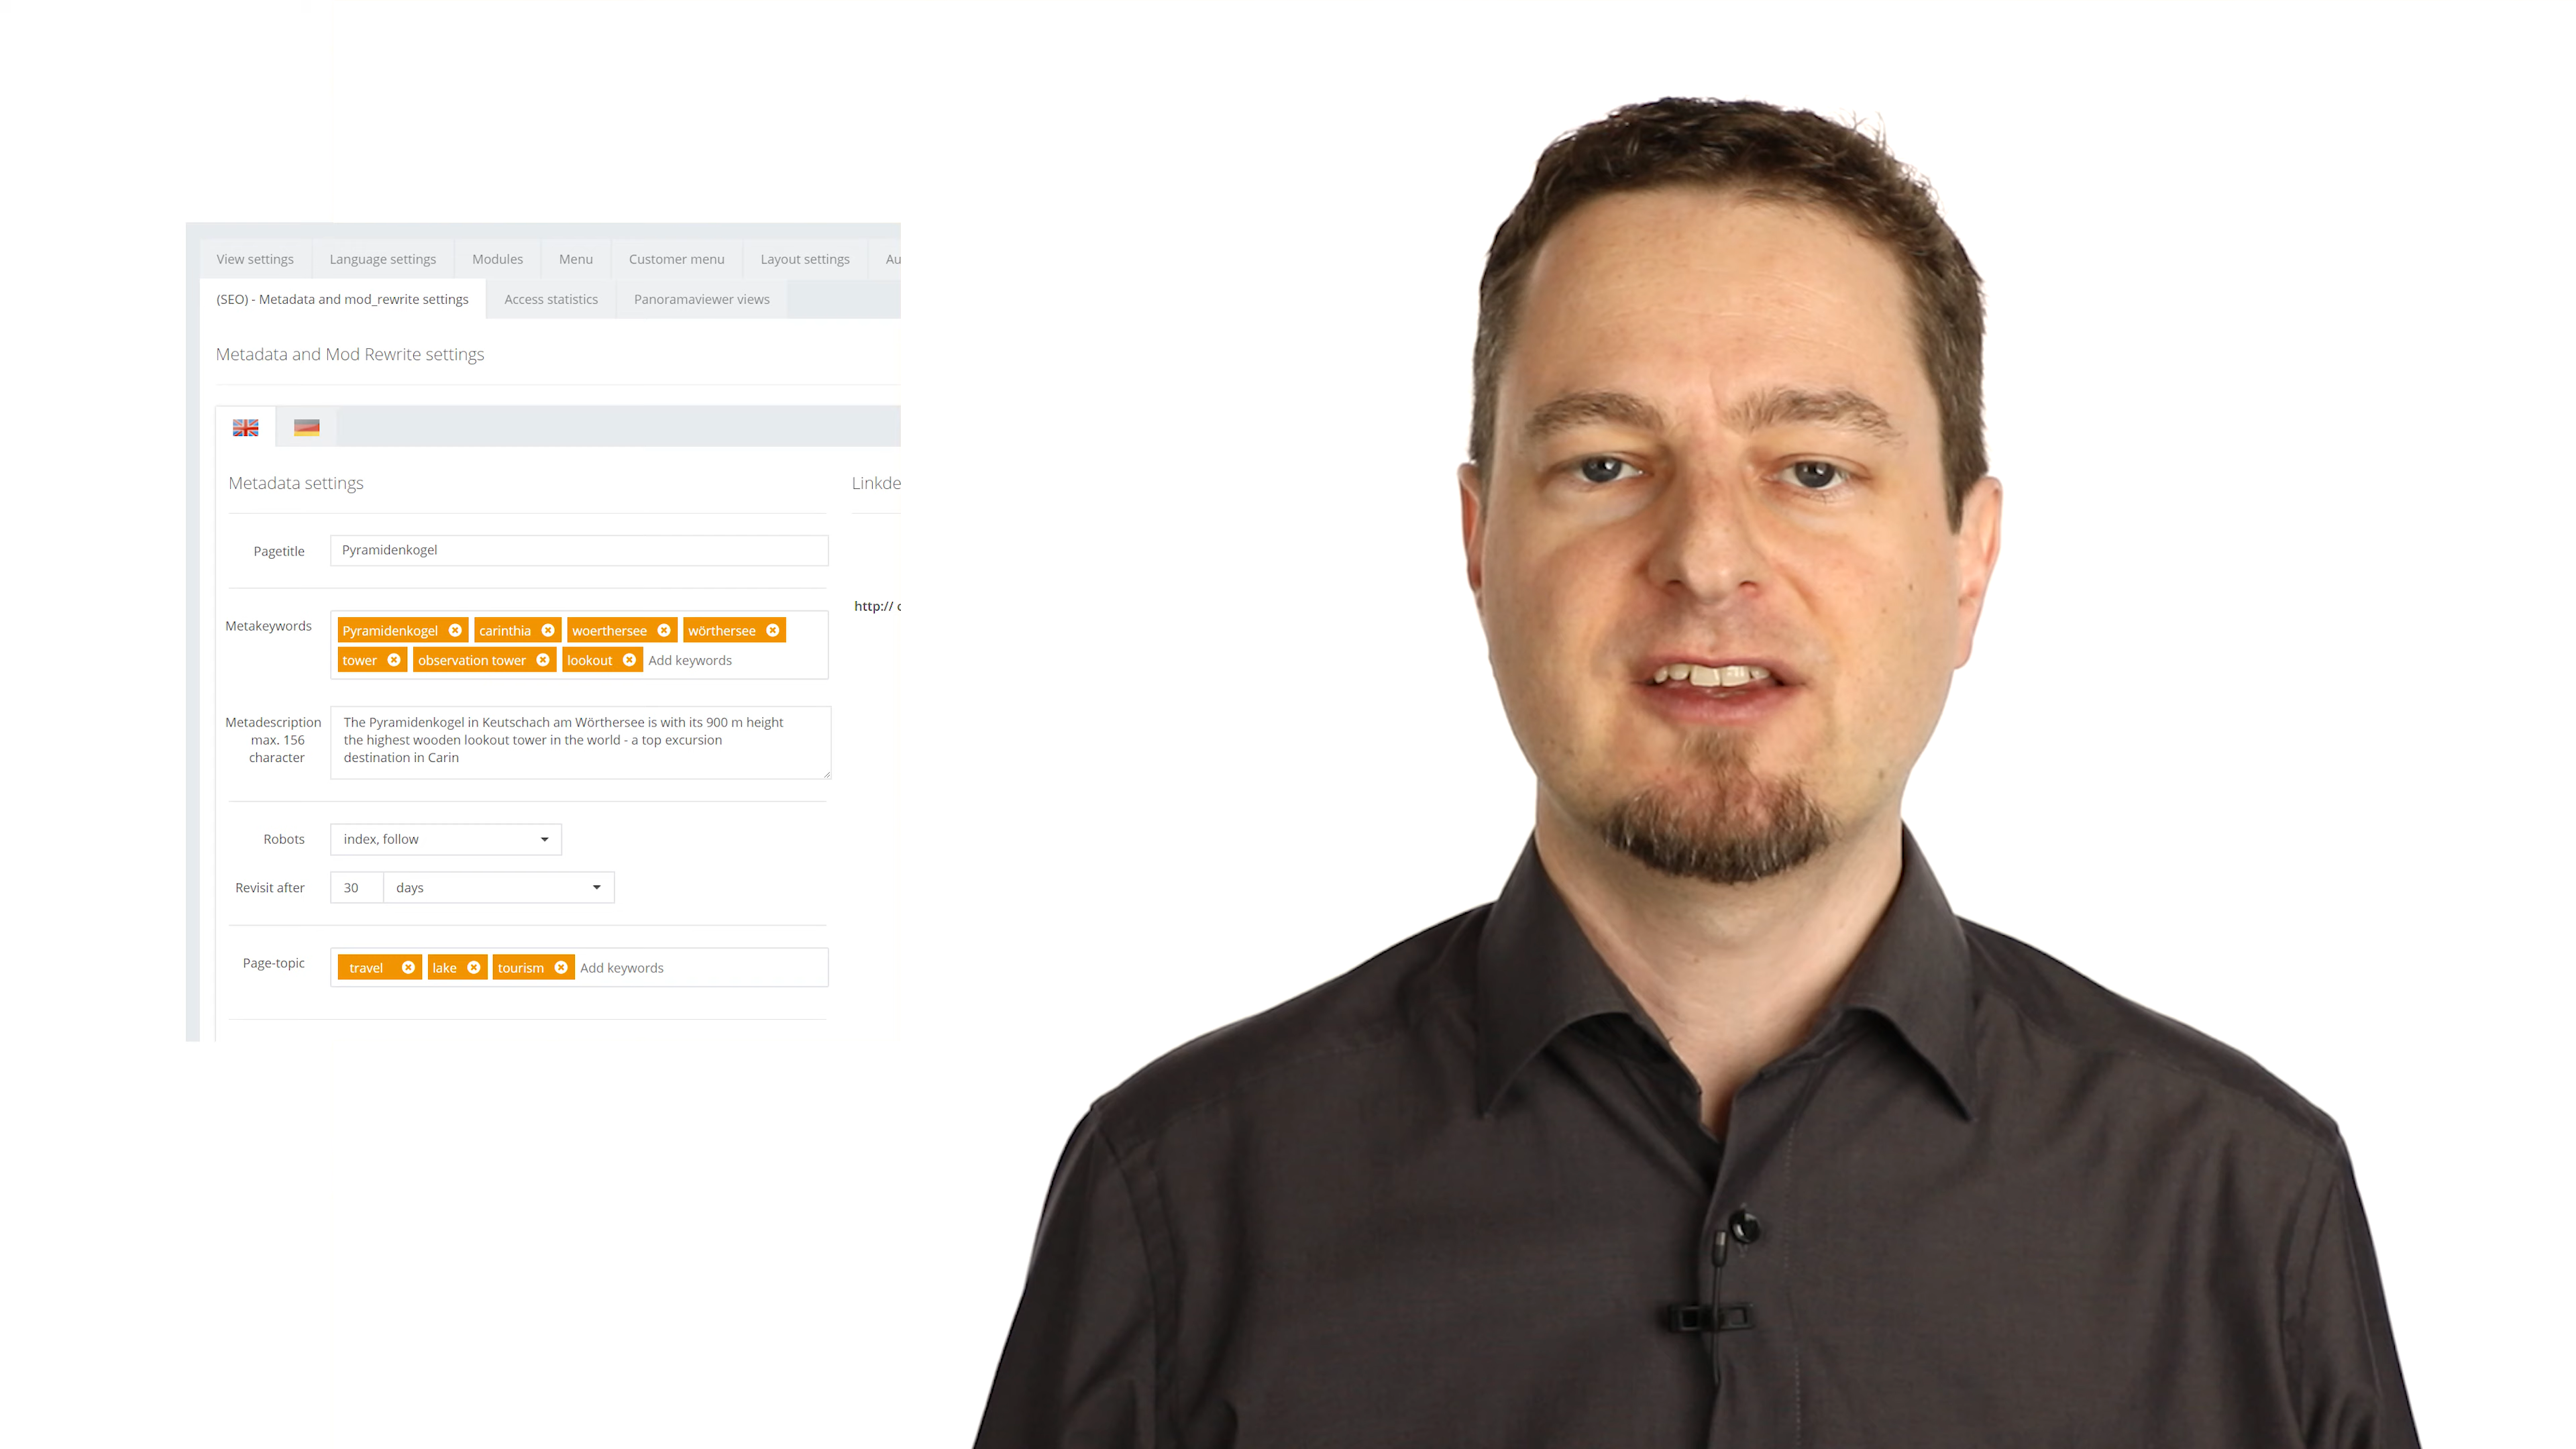 View settings Language settings Modules Menu Customer menu Layout settings Au
(SEO) - Metadata and mod_rewrite settings Access statistics Panoramaviewer views
Metadata and Mod Rewrite settings
Metadata settings Linkde
Pagetitle Pyramidenkogel
http:// c
Metakeywords Pyramidenkogel carinthia woerthersee wörthersee
tower observation tower lookout Add keywords
Metadescription The Pyramidenkogel in Keutschach am Wörthersee is with its 900 m height
max. 156 the highest wooden lookout tower in the world - a top excursion
character destination in Carin
Robots index, follow
Revisit after 30 days
Page-topic travel lake tourism Add keywords